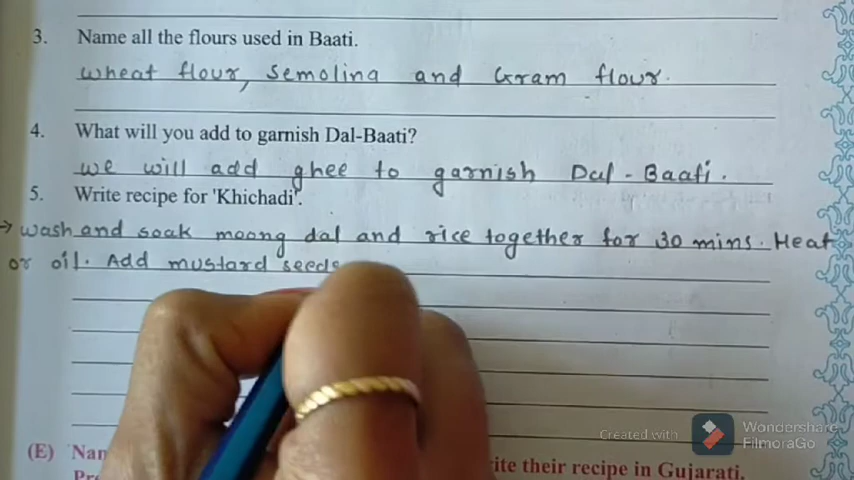 3. Name all the flours used in Baati.
wheat flour, semolina and Gram flour.
4. What will you add to garnish Dal-Baati?
we will add ghee to garnish Dal-Baati.
5. Write recipe for 'Khichadi'.
→ wash and soak moong dal and rice together for 30 mins. Heat
or oil. Add mustard seeds
Created with Wondershare FilmoraGo
(E) Nam
ite their recipe in Gujarati.
Pr